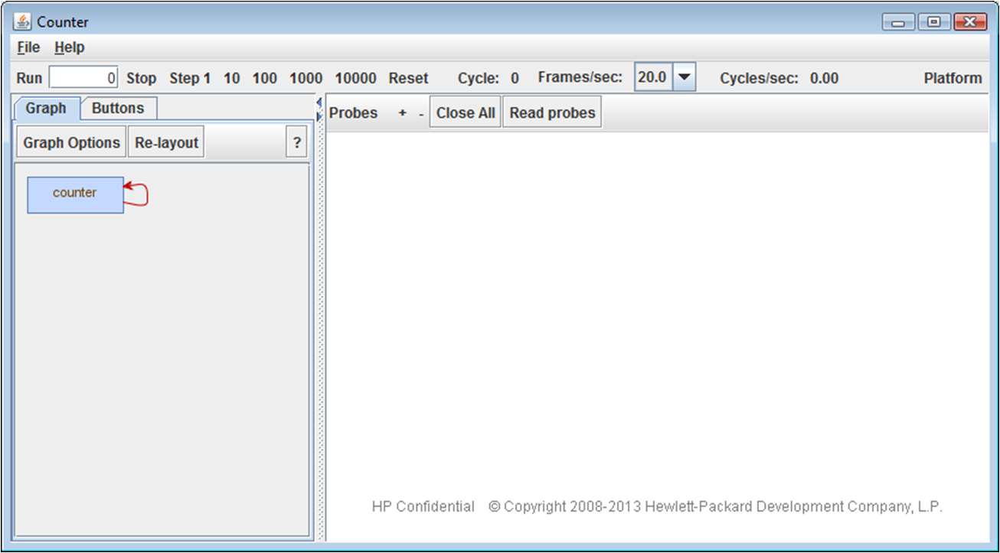 Counter
File Help
Run 0 Stop Step 1 10 100 1000 10000 Reset Cycle: 0 Frames/sec: 20.0 Cycles/sec: 0.00 Platform
Graph Buttons
Probes + - Close All Read probes
Graph Options Re-layout ?
counter
HP Confidential © Copyright 2008-2013 Hewlett-Packard Development Company, L.P.